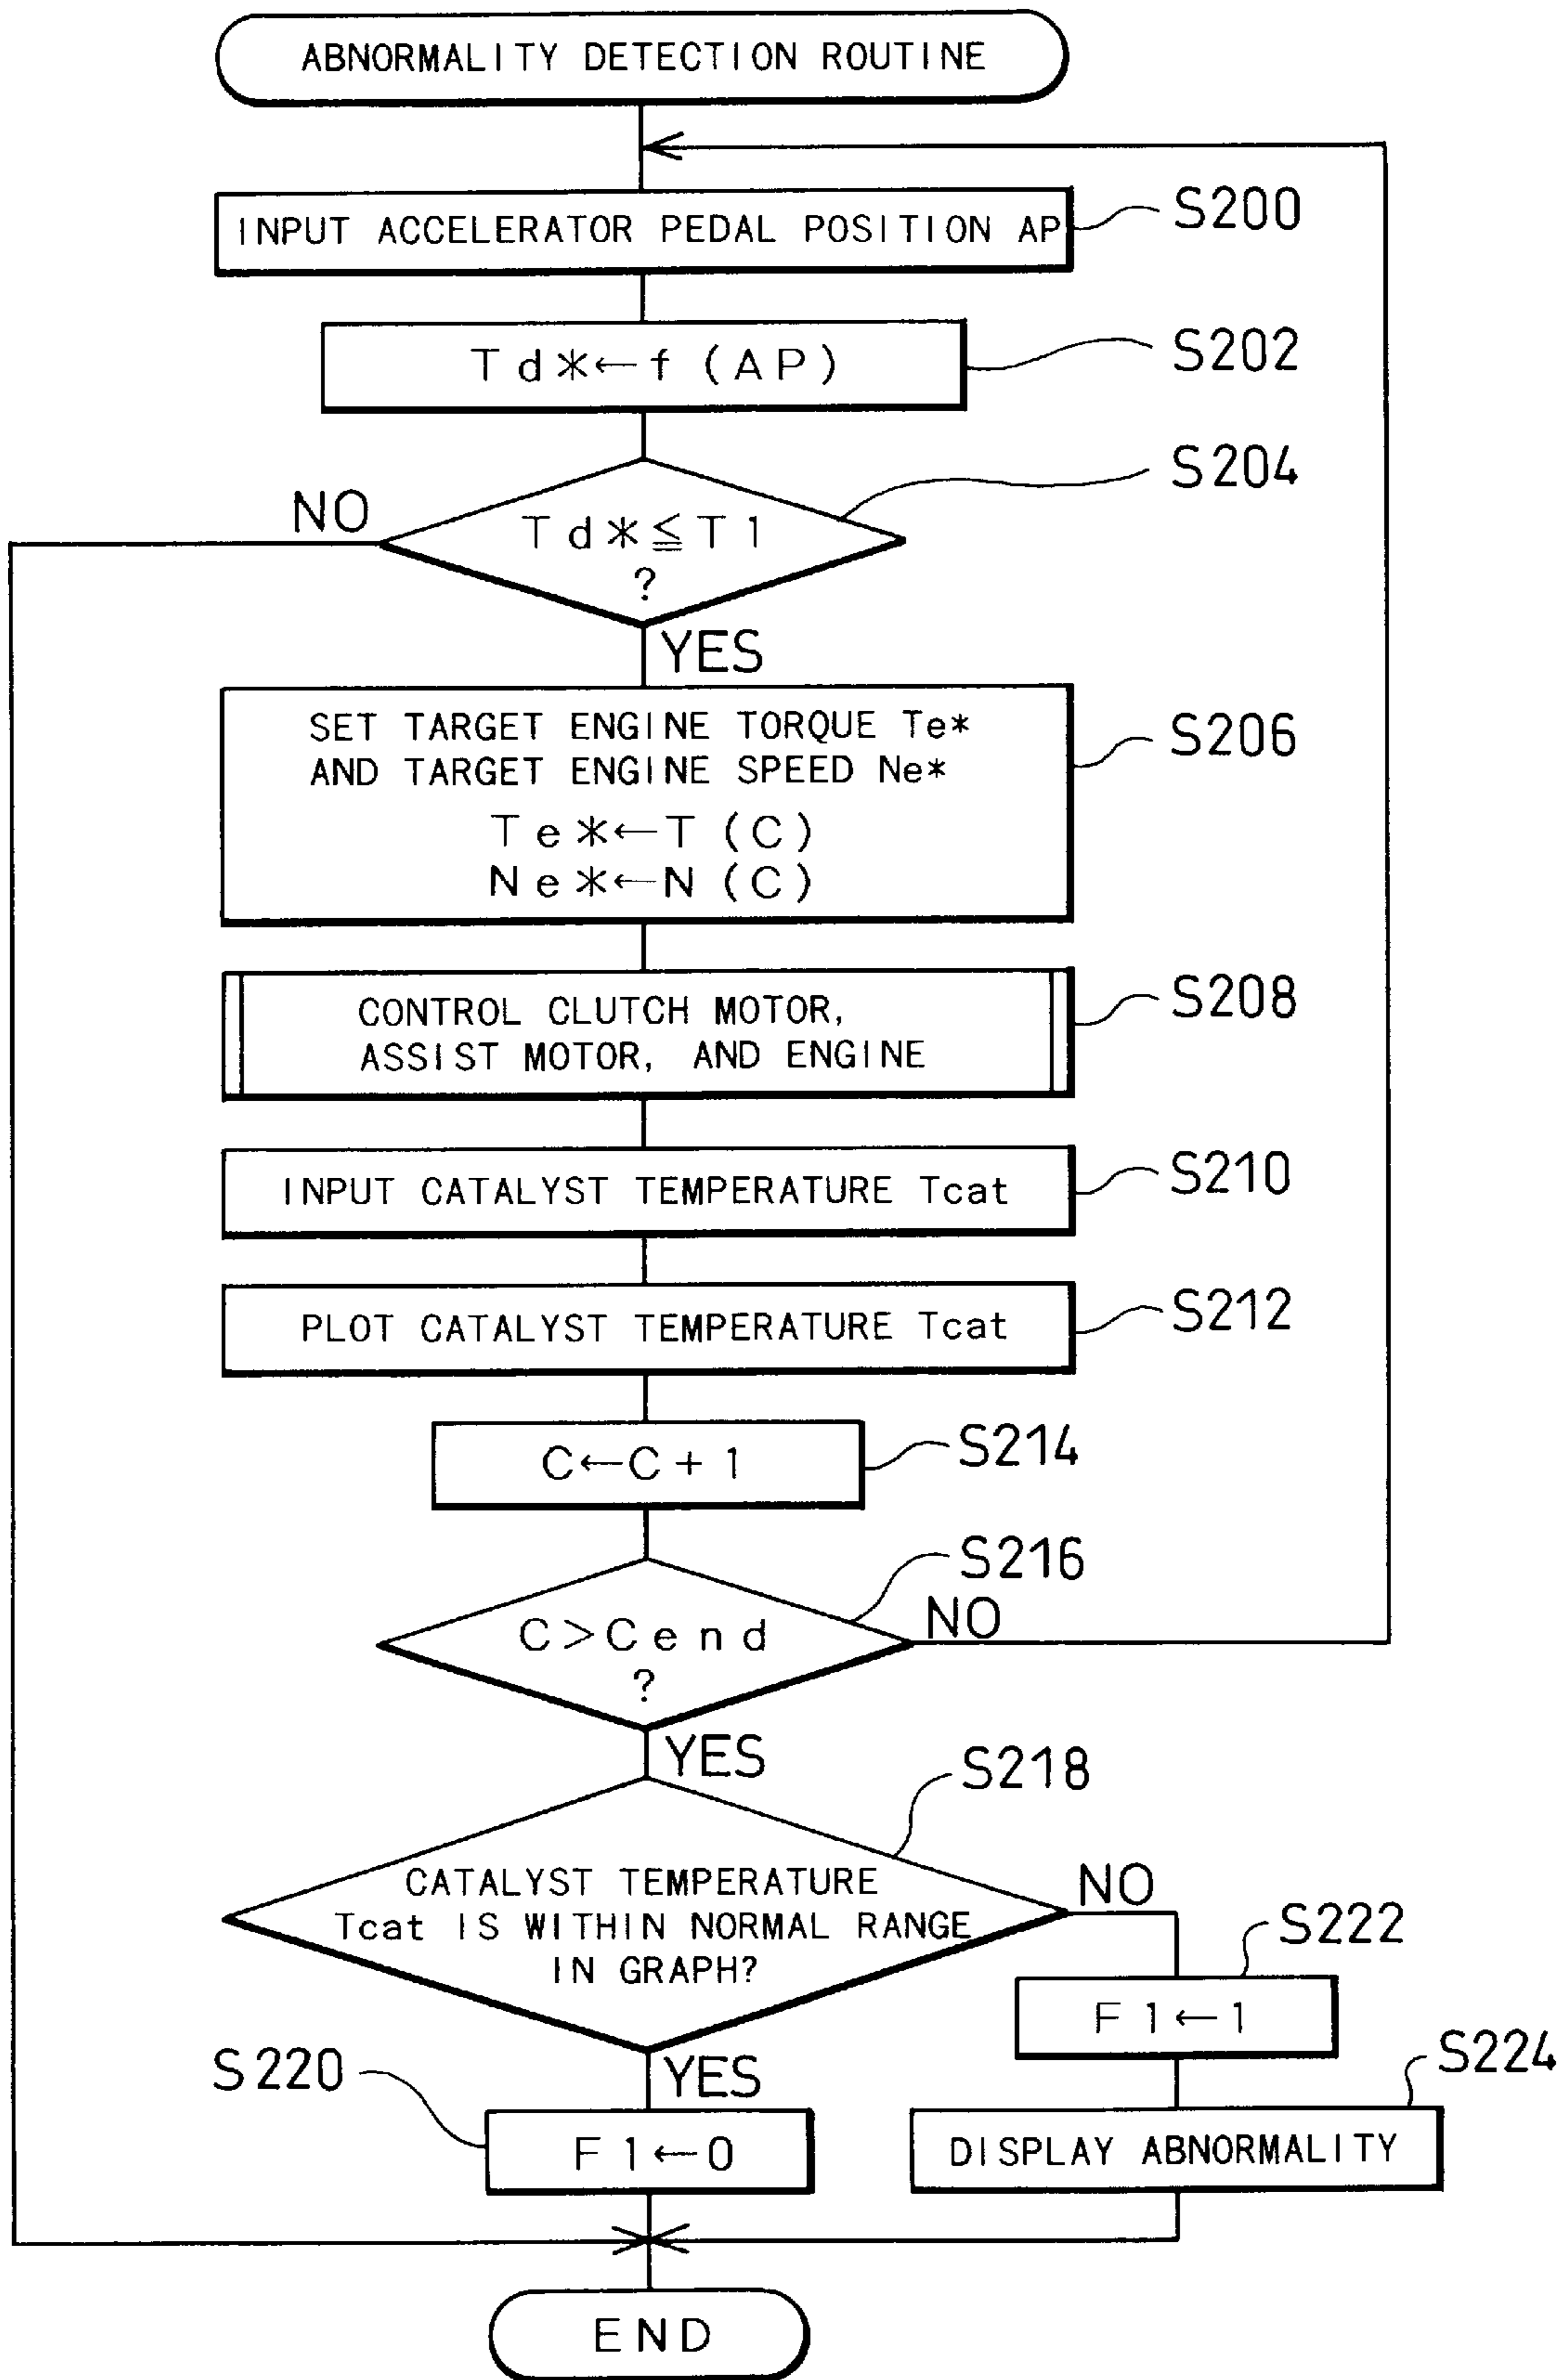 ABNORMALITY DETECTION ROUTINE
INPUT ACCELERATOR PEDAL POSITION AP
S200
Td*←f(AP)
S202
S204
NO
Td*≦T1
?
YES
SET TARGET ENGINE TORQUE Te*
AND TARGET ENGINE SPEED Ne*
Te*←T(C)
Ne*←N(C)
S206
CONTROL CLUTCH MOTOR,
ASSIST MOTOR, AND ENGINE
S208
INPUT CATALYST TEMPERATURE Tcat
S210
PLOT CATALYST TEMPERATURE Tcat
S212
C←C+1
S214
S216
C>Cend
?
NO
YES
S218
CATALYST TEMPERATURE
Tcat IS WITHIN NORMAL RANGE
IN GRAPH?
NO
S222
F1←1
S220
YES
S224
F1←0
DISPLAY ABNORMALITY
END